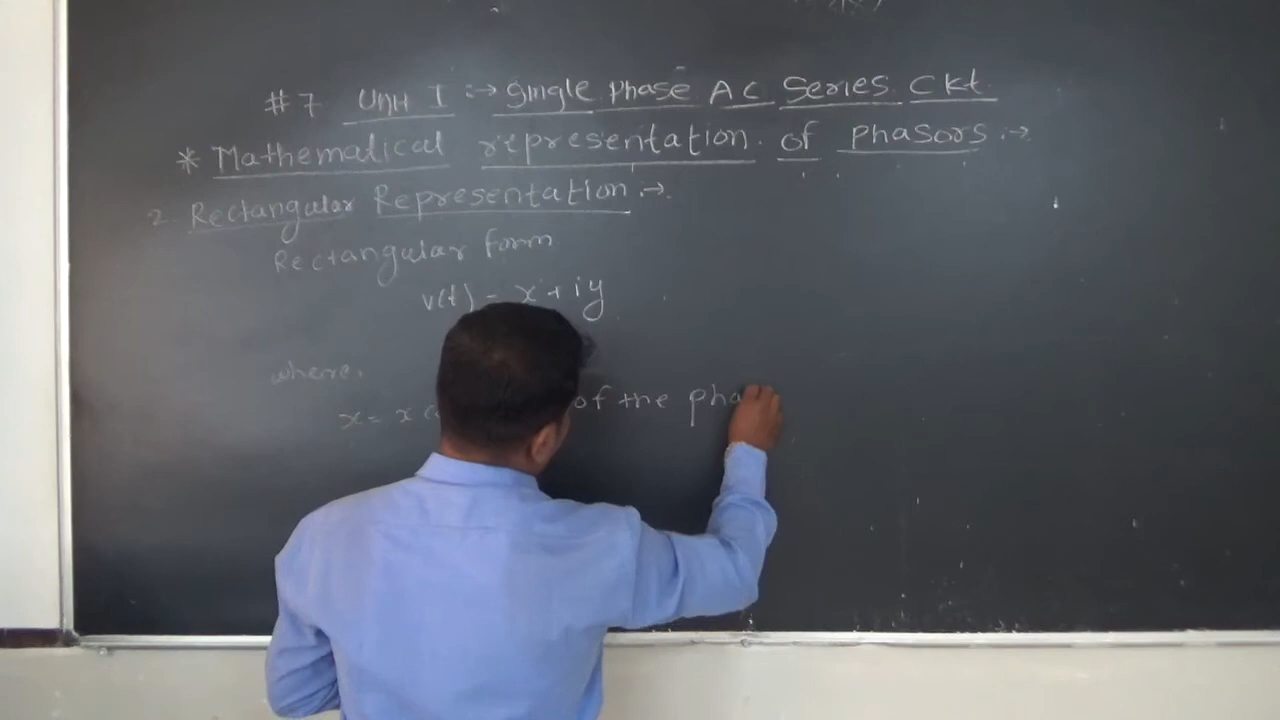 #7 Unit I :→ Single Phase AC Series Ckt
* Mathematical representation of phasors :→
2. Rectangular Representation :→
Rectangular form
v(t) = x + iy
where,
x = x of the pha